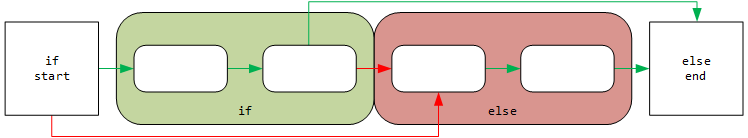 if
start
if
else
else
end